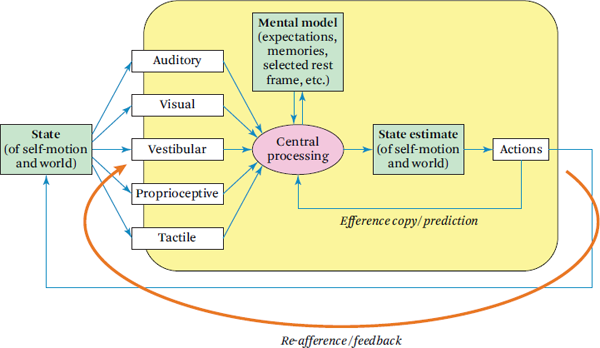 Mental model
(expectations,
memories,
selected rest
frame, etc.)
Auditory
Visual
State
(of self-motion
and world)
Vestibular
Central
processing
State estimate
(of self-motion
and world)
Actions
Proprioceptive
Efference copy/prediction
Tactile
Re-afference/feedback